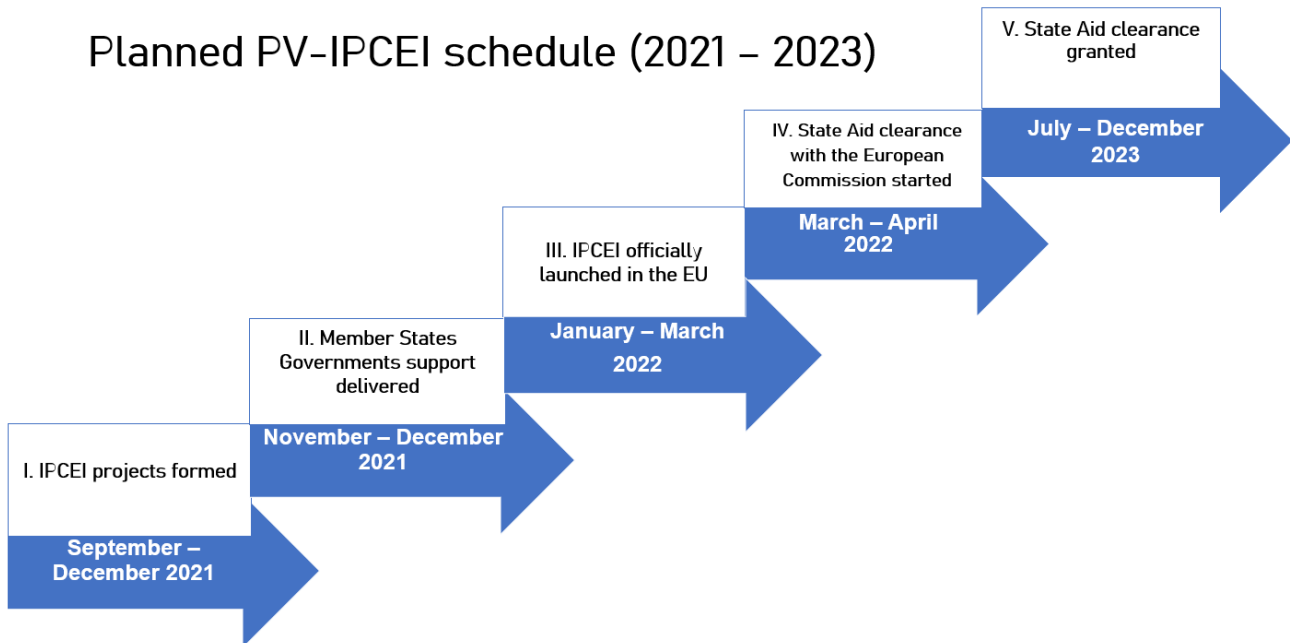 Planned PV-IPCEI schedule (2021 – 2023)
I. IPCEI projects formed
September –
December 2021
II. Member States
Governments support
delivered
November – December
2021
III. IPCEI officially
launched in the EU
January – March
2022
IV. State Aid clearance
with the European
Commission started
March – April
2022
V. State Aid clearance
granted
July – December
2023